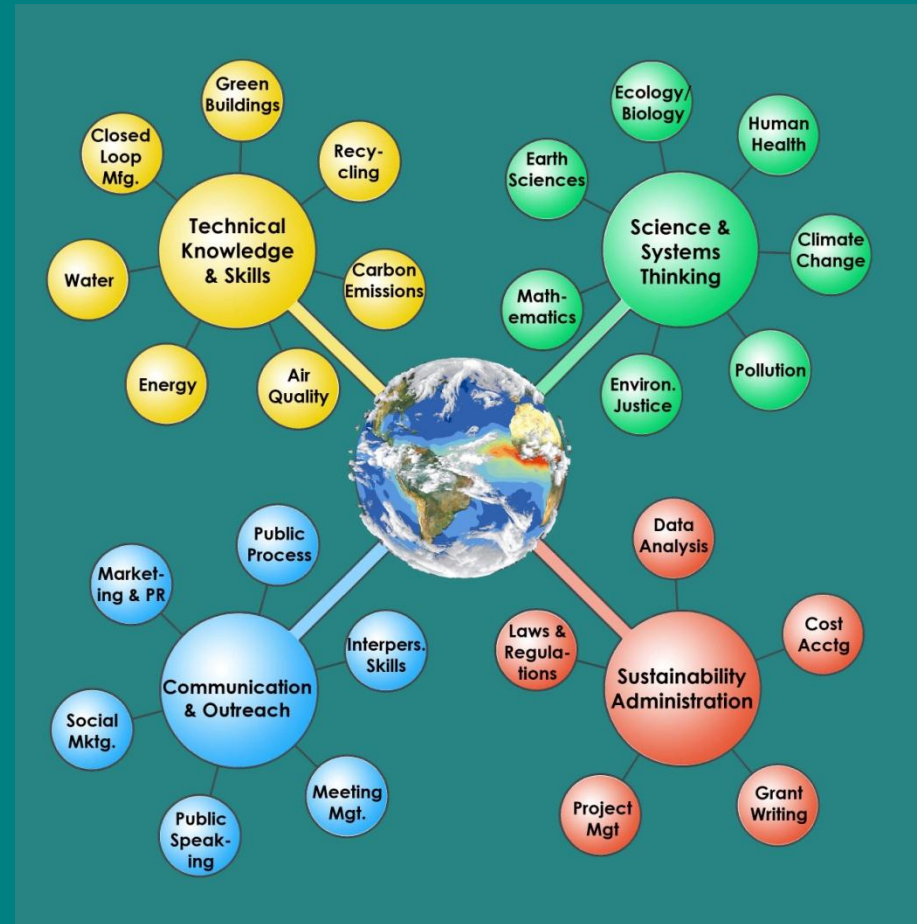 Technical
Knowledge
& Skills
Green
Buildings
Recy-
cling
Carbon
Emissions
Air
Quality
Energy
Water
Closed
Loop
Mfg.
Science &
Systems
Thinking
Ecology/
Biology
Human
Health
Climate
Change
Pollution
Environ.
Justice
Math-
ematics
Earth
Sciences
Communication
& Outreach
Public
Process
Interpers.
Skills
Meeting
Mgt.
Public
Speak-
ing
Social
Mktg.
Market-
ing & PR
Sustainability
Administration
Data
Analysis
Cost
Acctg
Grant
Writing
Project
Mgt
Laws &
Regula-
tions